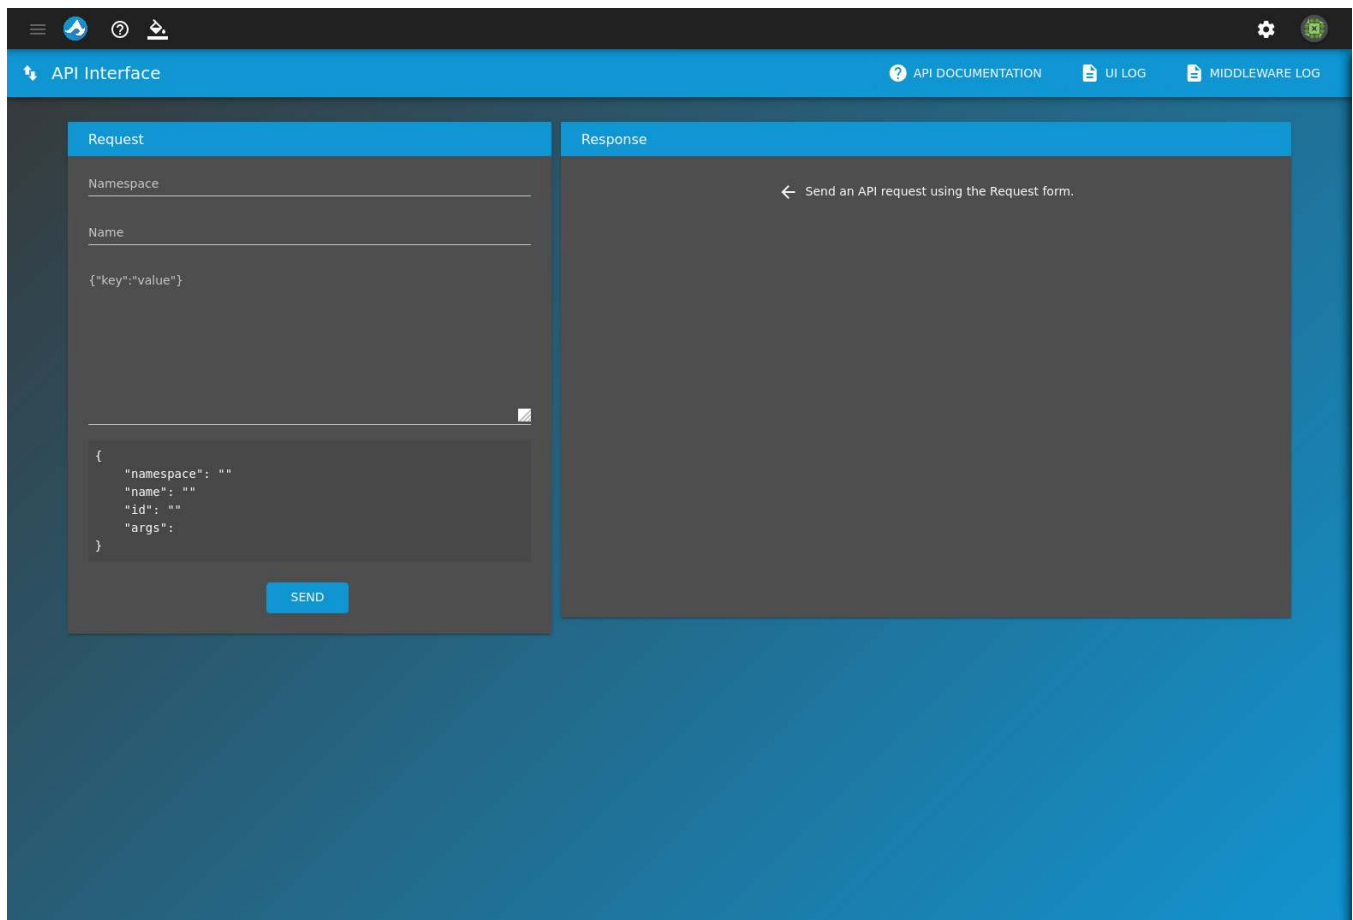 API Interface
API DOCUMENTATION
UI LOG
MIDDLEWARE LOG
Request
Namespace
Name
{"key":"value"}
{
"namespace": ""
"name": ""
"id": ""
"args":
}
SEND
Response
Send an API request using the Request form.